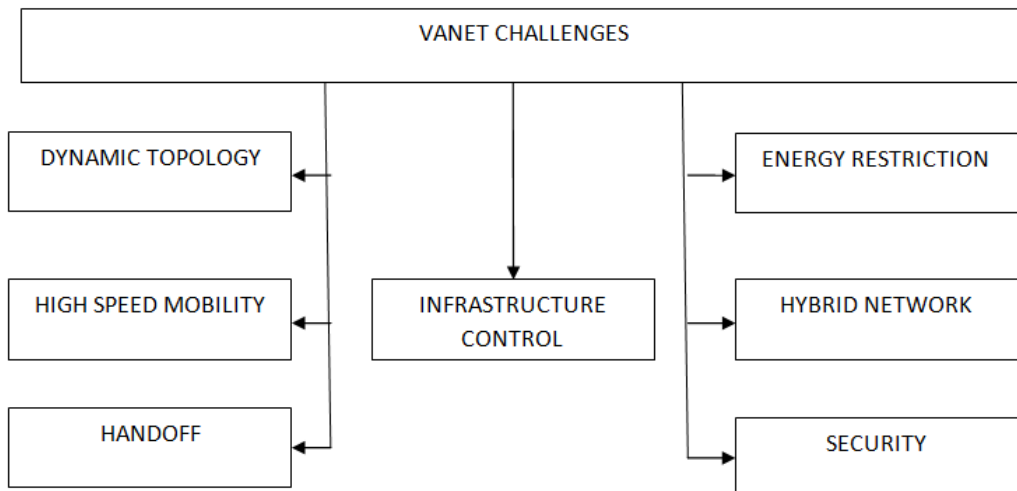 VANET CHALLENGES
DYNAMIC TOPOLOGY
ENERGY RESTRICTION
HIGH SPEED MOBILITY
INFRASTRUCTURE
CONTROL
HYBRID NETWORK
HANDOFF
SECURITY